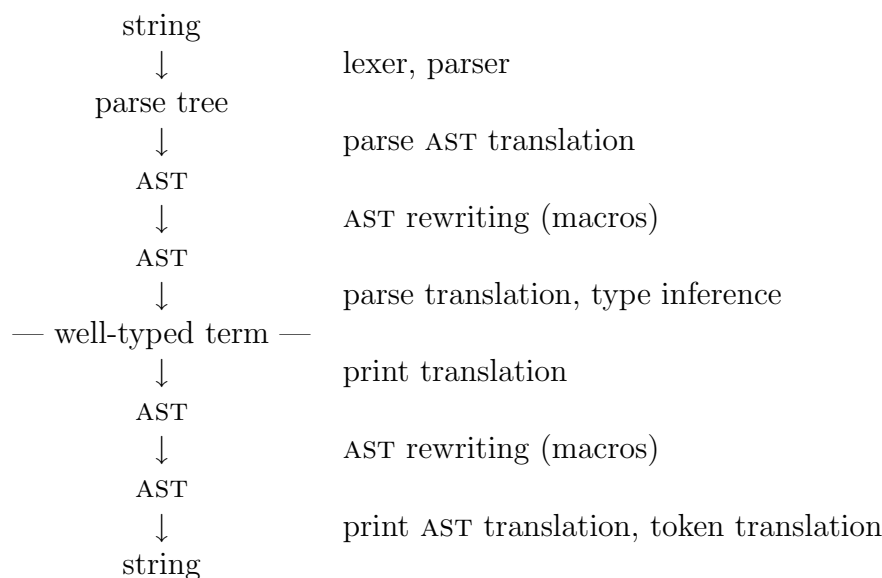 string
↓ lexer, parser
parse tree
↓ parse AST translation
AST
↓ AST rewriting (macros)
AST
↓ parse translation, type inference
— well-typed term —
↓ print translation
AST
↓ AST rewriting (macros)
AST
↓ print AST translation, token translation
string